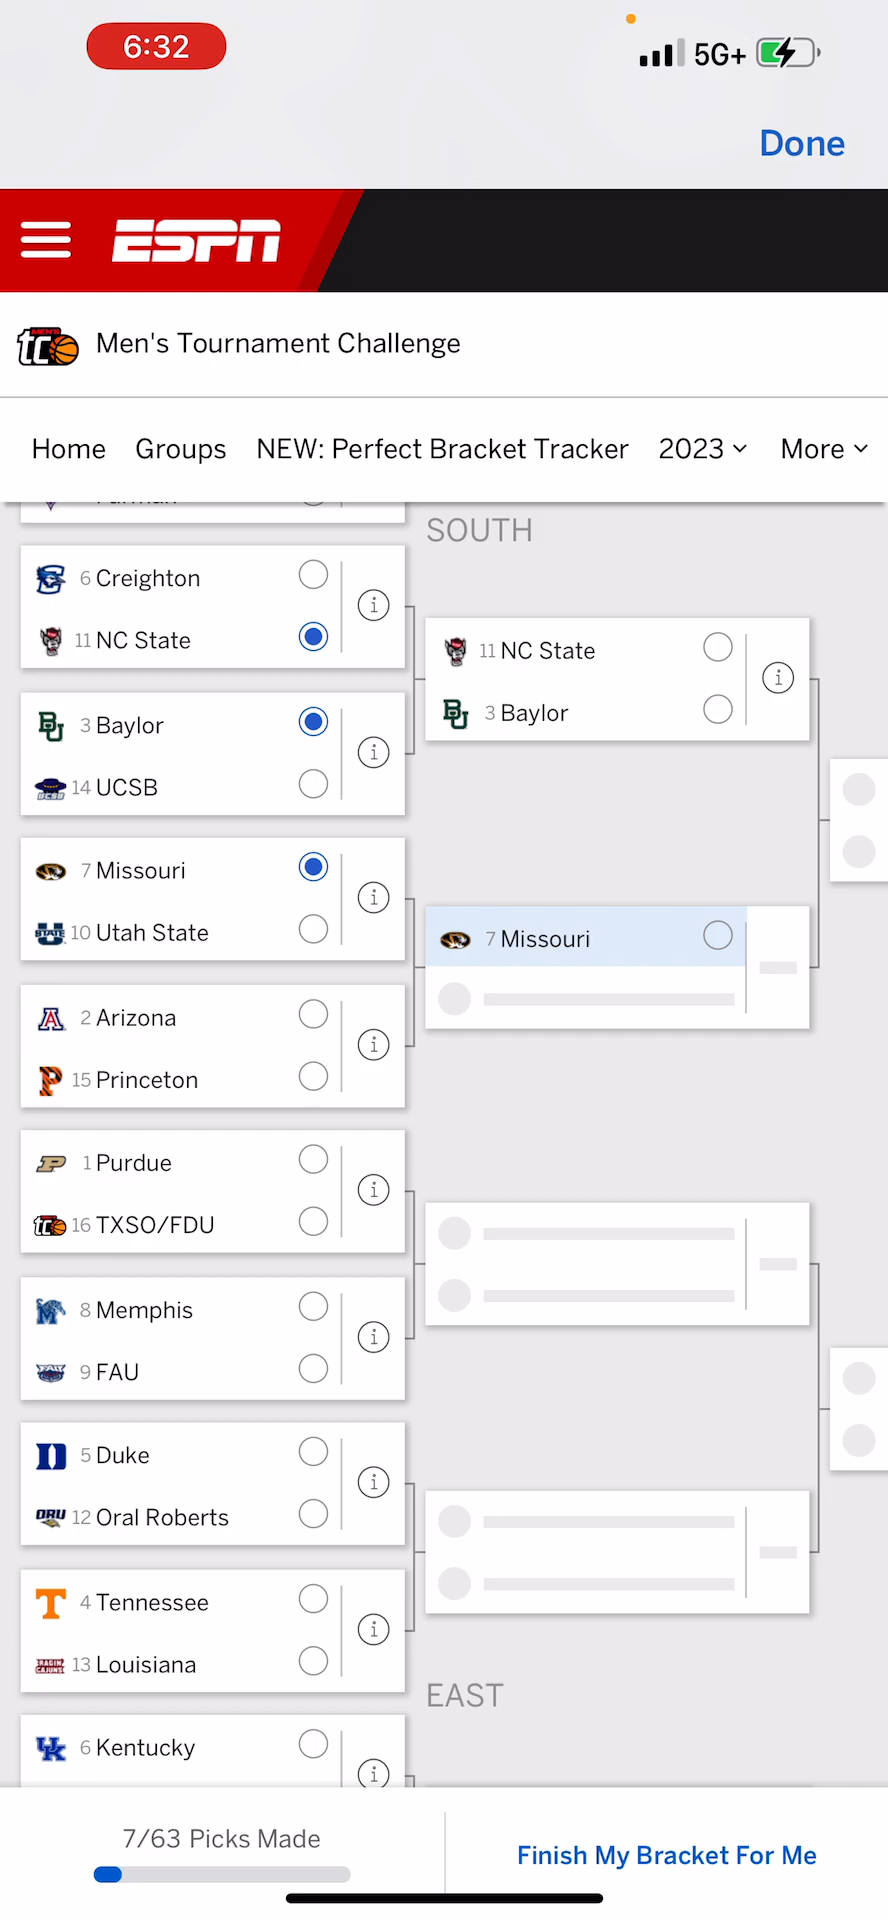 6:32
5G+
Done
ESPN
MEN'S
tc
Men's Tournament Challenge
Home Groups NEW: Perfect Bracket Tracker 2023 More
SOUTH
6 Creighton
11 NC State
11 NC State
3 Baylor
3 Baylor
14 UCSB
7 Missouri
10 Utah State
7 Missouri
2 Arizona
15 Princeton
1 Purdue
16 TXSO/FDU
8 Memphis
9 FAU
5 Duke
12 Oral Roberts
4 Tennessee
13 Louisiana
EAST
6 Kentucky
7/63 Picks Made
Finish My Bracket For Me